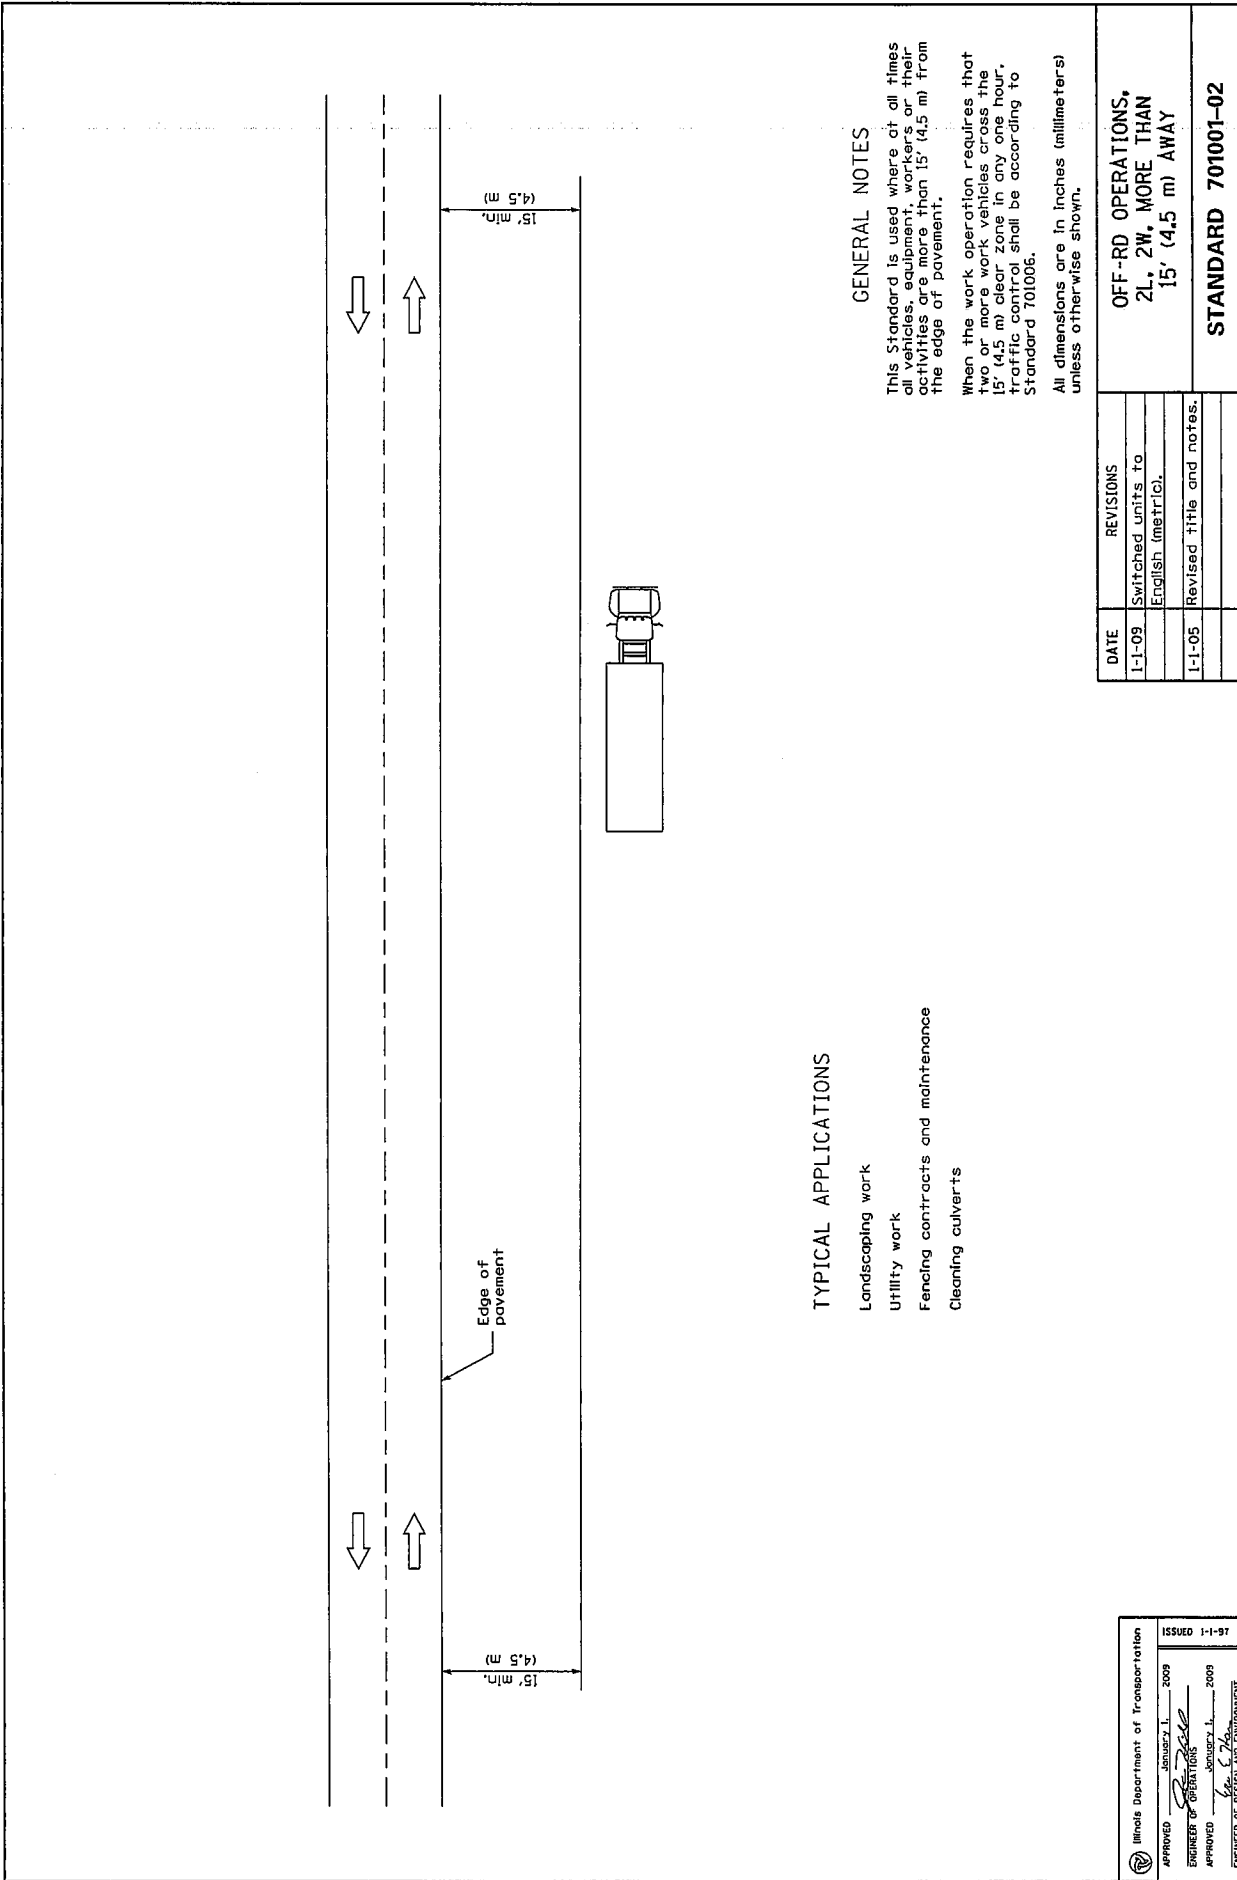 15' min.
(4.5 m)
15' min.
(4.5 m)
Edge of
pavement
TYPICAL APPLICATIONS
Landscaping work
Utility work
Fencing contracts and maintenance
Cleaning culverts
GENERAL NOTES
This Standard is used where at all times
all vehicles, equipment, workers or their
activities are more than 15' (4.5 m) from
the edge of pavement.
When the work operation requires that
two or more work vehicles cross the
15' (4.5 m) clear zone in any one hour,
traffic control shall be according to
Standard 701006.
All dimensions are in inches (millimeters)
unless otherwise shown.
Illinois Department of Transportation
APPROVED January 1, 2009
ENGINEER OF OPERATIONS
APPROVED January 1, 2009
ENGINEER OF DESIGN AND ENVIRONMENT
ISSUED 1-1-97
DATE REVISIONS
1-1-09 Switched units to
English (metric).
1-1-05 Revised title and notes.
OFF-RD OPERATIONS,
2L, 2W, MORE THAN
15' (4.5 m) AWAY
STANDARD 701001-02